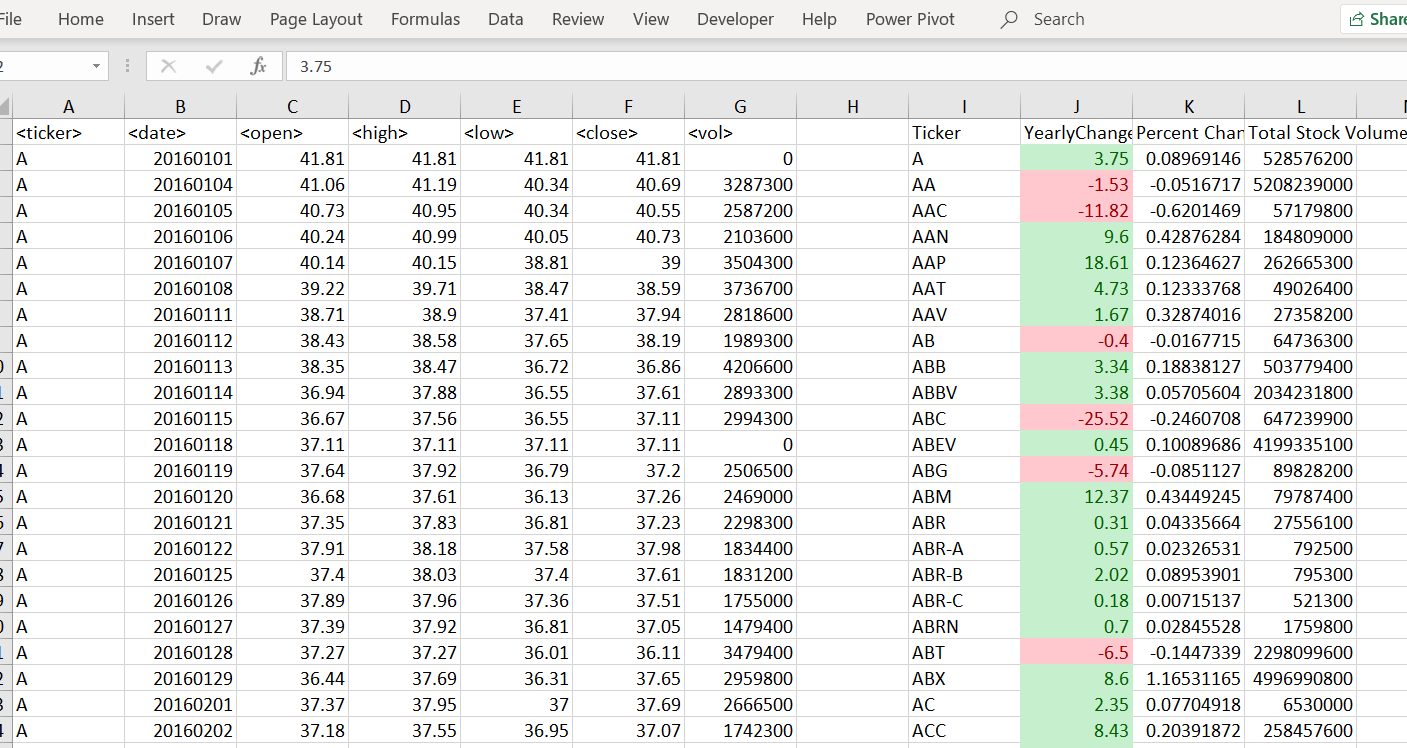 File Home Insert Draw Page Layout Formulas Data Review View Developer Help Power Pivot Search Share
2 fx 3.75
A B C D E F G H I J K L
<ticker> <date> <open> <high> <low> <close> <vol> Ticker YearlyChange Percent Chan Total Stock Volume
A 20160101 41.81 41.81 41.81 41.81 0 A 3.75 0.08969146 528576200
A 20160104 41.06 41.19 40.34 40.69 3287300 AA -1.53 -0.0516717 5208239000
A 20160105 40.73 40.95 40.34 40.55 2587200 AAC -11.82 -0.6201469 57179800
A 20160106 40.24 40.99 40.05 40.73 2103600 AAN 9.6 0.42876284 184809000
A 20160107 40.14 40.15 38.81 39 3504300 AAP 18.61 0.12364627 262665300
A 20160108 39.22 39.71 38.47 38.59 3736700 AAT 4.73 0.12333768 49026400
A 20160111 38.71 38.9 37.41 37.94 2818600 AAV 1.67 0.32874016 27358200
A 20160112 38.43 38.58 37.65 38.19 1989300 AB -0.4 -0.0167715 64736300
A 20160113 38.35 38.47 36.72 36.86 4206600 ABB 3.34 0.18838127 503779400
A 20160114 36.94 37.88 36.55 37.61 2893300 ABBV 3.38 0.05705604 2034231800
A 20160115 36.67 37.56 36.55 37.11 2994300 ABC -25.52 -0.2460708 647239900
A 20160118 37.11 37.11 37.11 37.11 0 ABEV 0.45 0.10089686 4199335100
A 20160119 37.64 37.92 36.79 37.2 2506500 ABG -5.74 -0.0851127 89828200
A 20160120 36.68 37.61 36.13 37.26 2469000 ABM 12.37 0.43449245 79787400
A 20160121 37.35 37.83 36.81 37.23 2298300 ABR 0.31 0.04335664 27556100
A 20160122 37.91 38.18 37.58 37.98 1834400 ABR-A 0.57 0.02326531 792500
A 20160125 37.4 38.03 37.4 37.61 1831200 ABR-B 2.02 0.08953901 795300
A 20160126 37.89 37.96 37.36 37.51 1755000 ABR-C 0.18 0.00715137 521300
A 20160127 37.39 37.92 36.81 37.05 1479400 ABRN 0.7 0.02845528 1759800
A 20160128 37.27 37.27 36.01 36.11 3479400 ABT -6.5 -0.1447339 2298099600
A 20160129 36.44 37.69 36.31 37.65 2959800 ABX 8.6 1.16531165 4996990800
A 20160201 37.37 37.95 37 37.69 2666500 AC 2.35 0.07704918 6530000
A 20160202 37.18 37.55 36.95 37.07 1742300 ACC 8.43 0.20391872 258457600